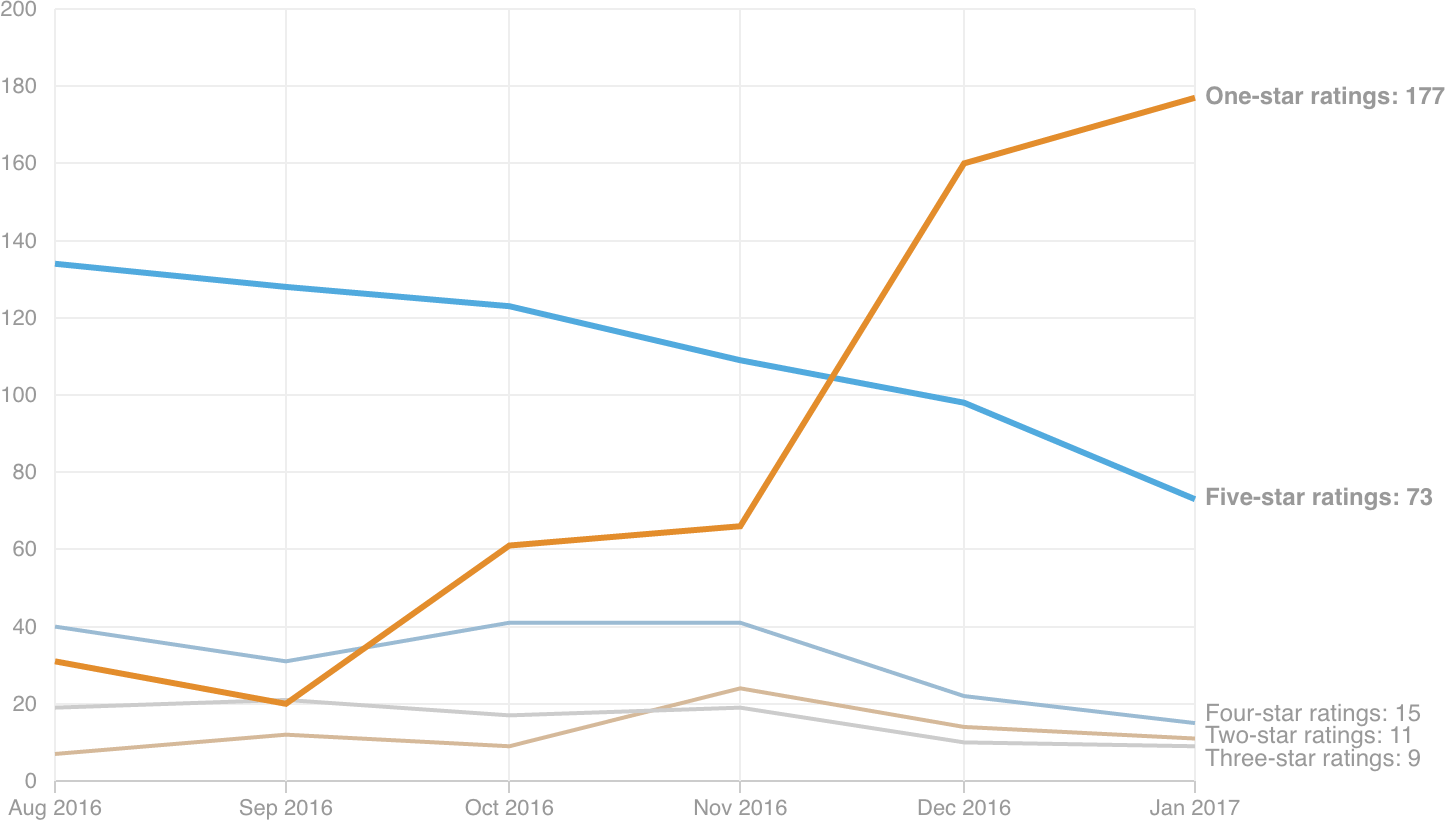 200
180
One-star ratings: 177
160
140
120
100
80
Five-star ratings: 73
60
40
20
Four-star ratings: 15
Two-star ratings: 11
Three-star ratings: 9
0
Aug 2016 Sep 2016 Oct 2016 Nov 2016 Dec 2016 Jan 2017